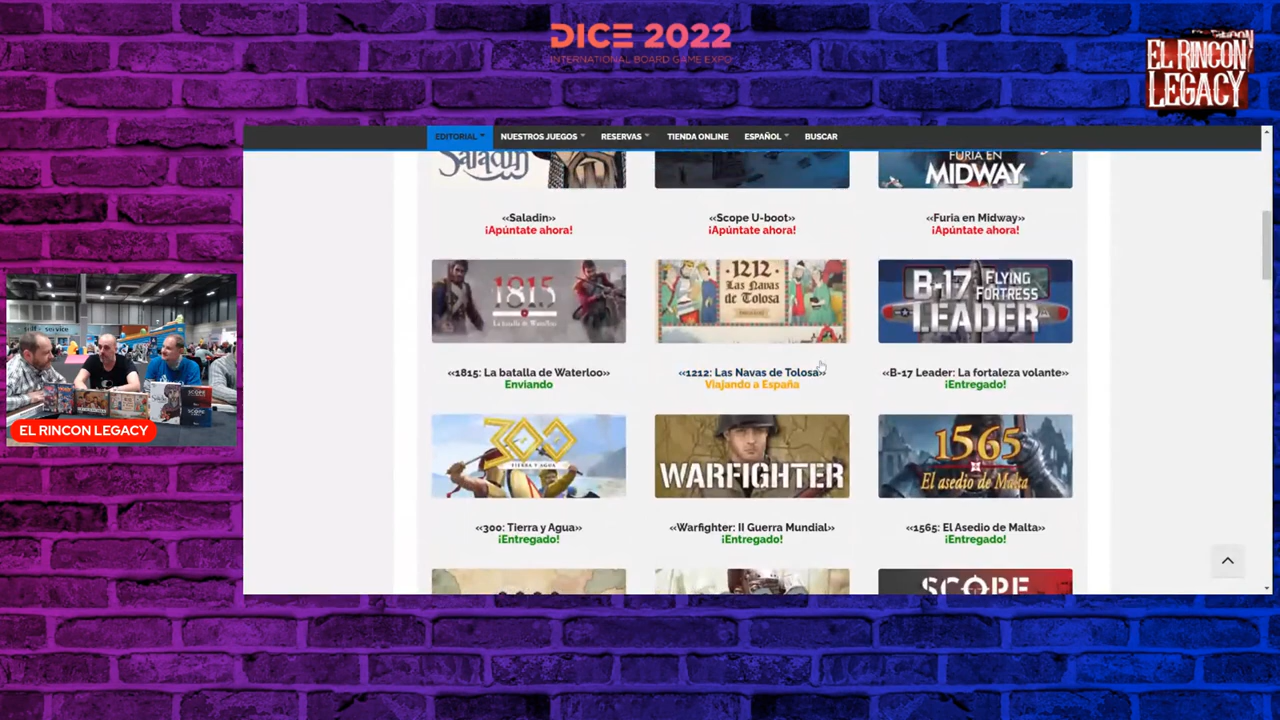 DICE 2022
INTERNATIONAL BOARD GAME EXPO
EL RINCON
LEGACY
EDITORIAL
NUESTROS JUEGOS
RESERVAS
TIENDA ONLINE
ESPAÑOL
BUSCAR
Saladin
FURIA EN
MIDWAY
«Saladin»
¡Apúntate ahora!
«Scope U-boot»
¡Apúntate ahora!
«Furia en Midway»
¡Apúntate ahora!
1815
La batalla de Waterloo
·1212·
Las Navas
de Tolosa
B-17 FLYING
FORTRESS
LEADER
«1815: La batalla de Waterloo»
Enviando
«1212: Las Navas de Tolosa»
Viajando a España
«B-17 Leader: La fortaleza volante»
¡Entregado!
300
TIERRA Y AGUA
WARFIGHTER
1565
El asedio de Malta
«300: Tierra y Agua»
¡Entregado!
«Warfighter: II Guerra Mundial»
¡Entregado!
«1565: El Asedio de Malta»
¡Entregado!
SCOPE
self-service
EL RINCON LEGACY